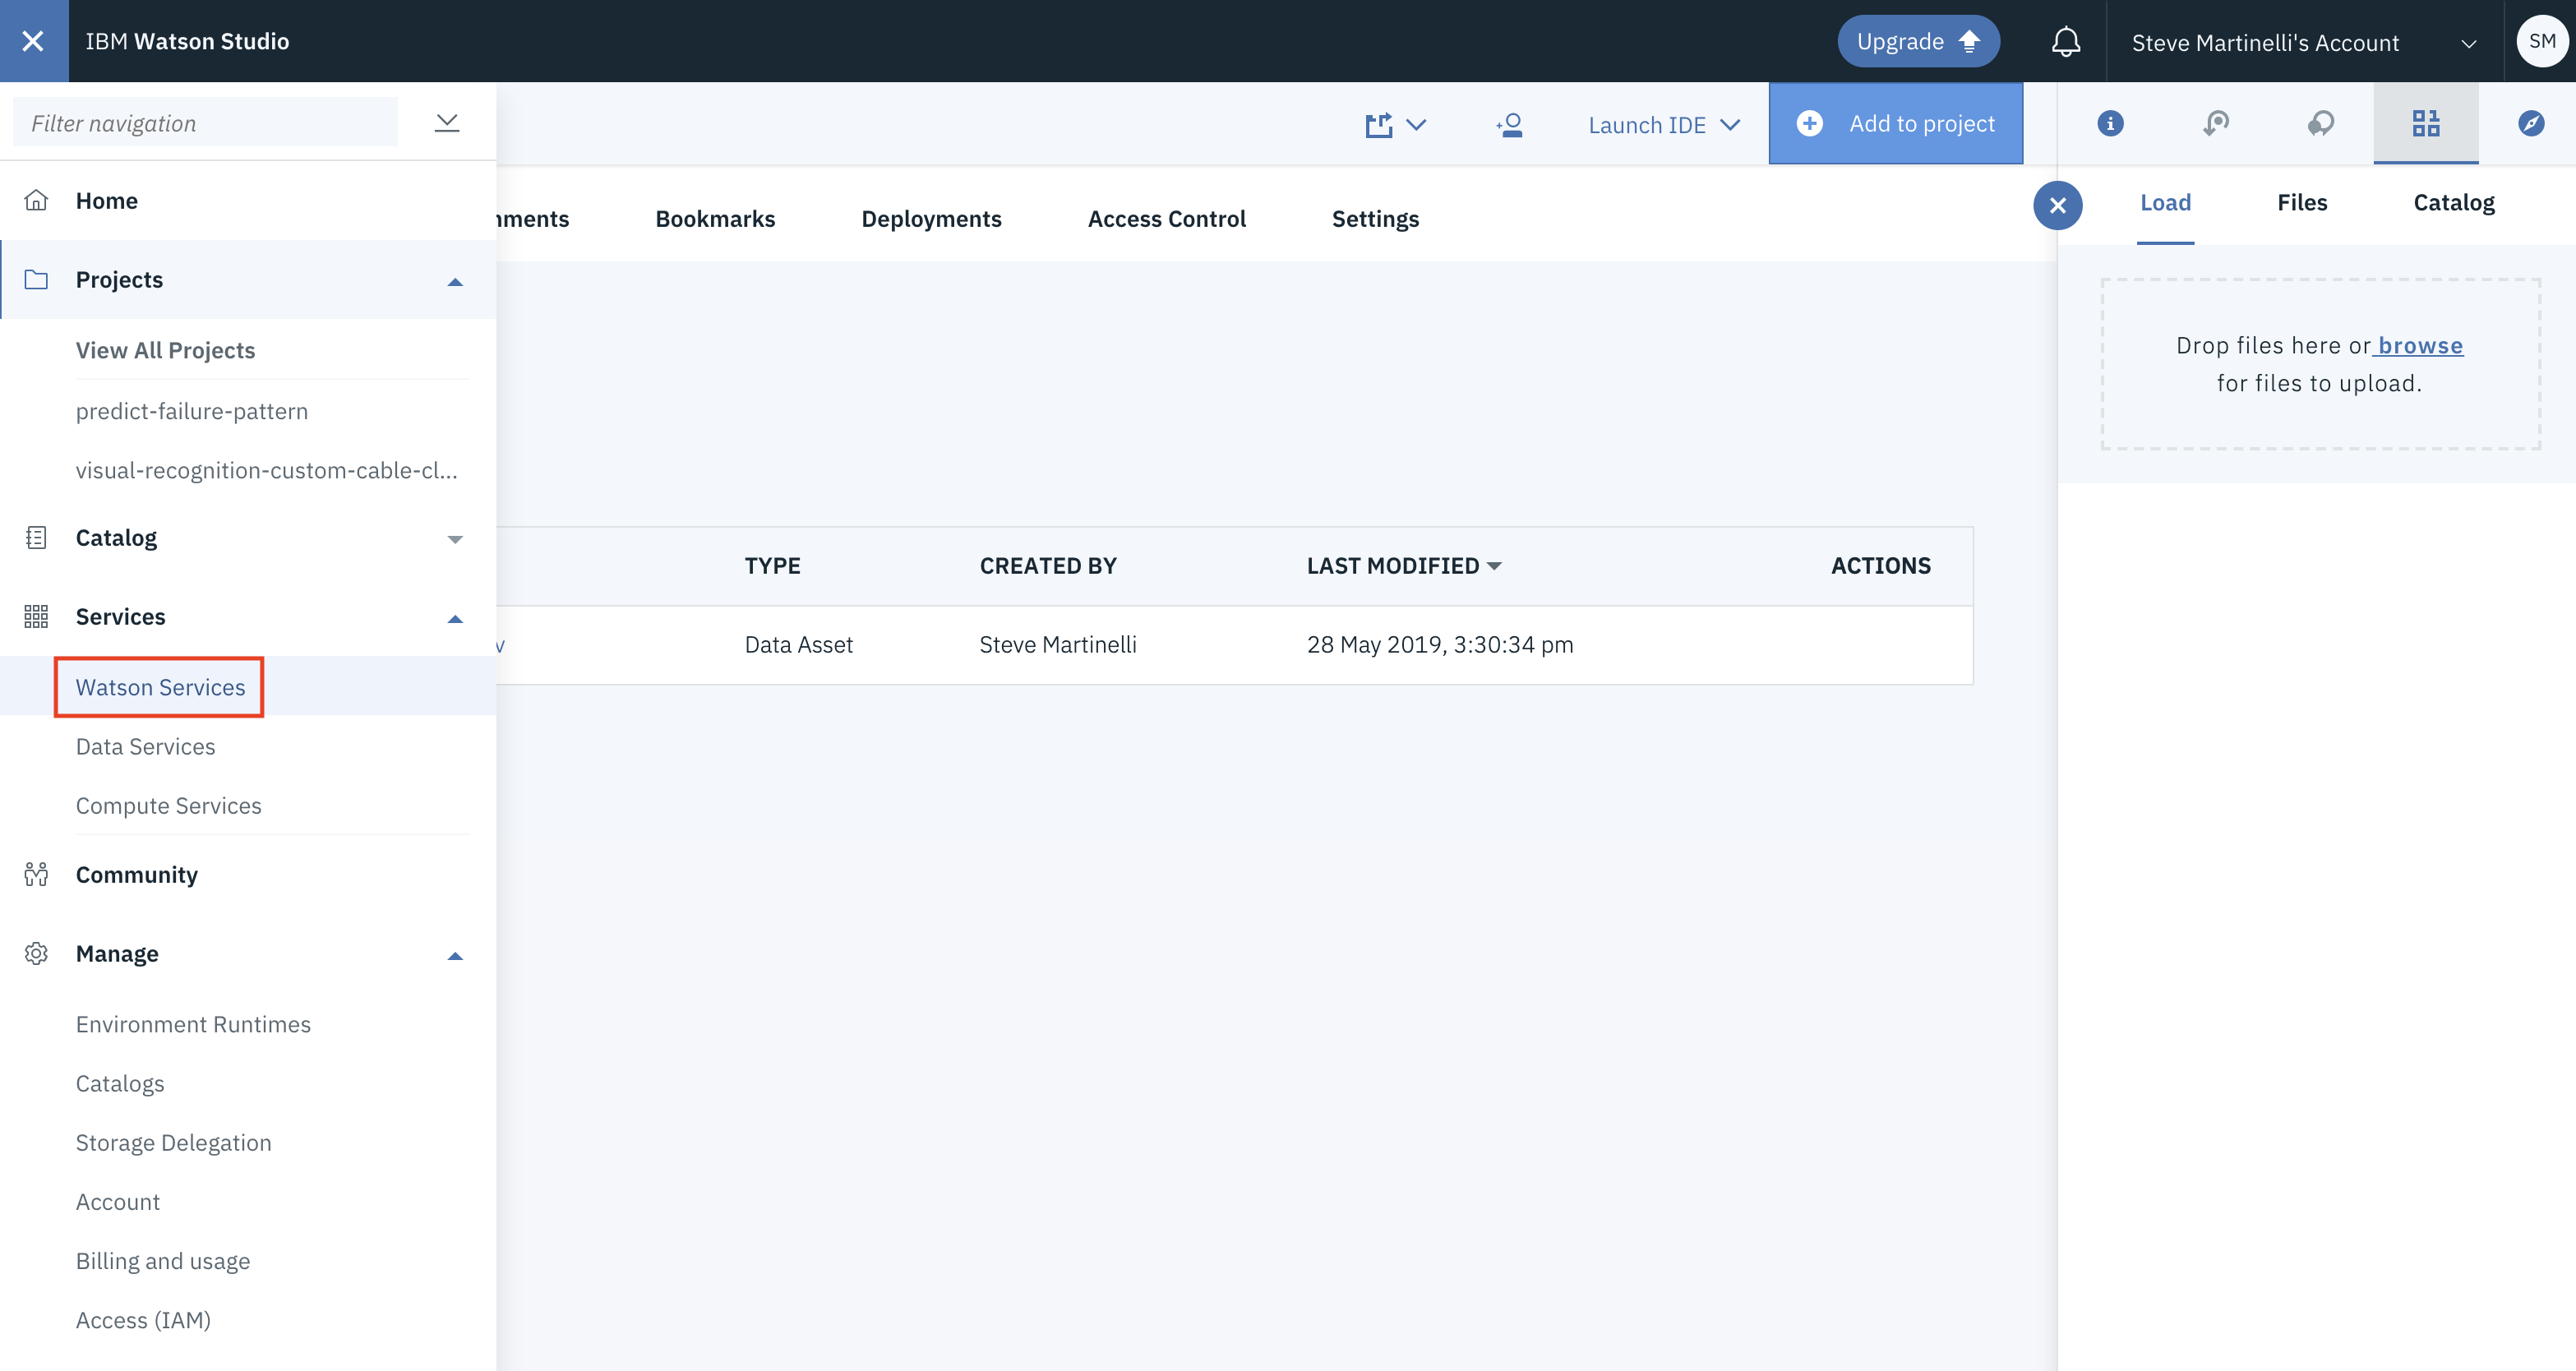 IBM Watson Studio
Upgrade
Steve Martinelli's Account
SM
Filter navigation
Launch IDE
Add to project
Home
Projects
View All Projects
predict-failure-pattern
visual-recognition-custom-cable-cl...
Catalog
Services
Watson Services
Data Services
Compute Services
Community
Manage
Environment Runtimes
Catalogs
Storage Delegation
Account
Billing and usage
Access (IAM)
Bookmarks
Deployments
Access Control
Settings
TYPE
CREATED BY
LAST MODIFIED
ACTIONS
v
Data Asset
Steve Martinelli
28 May 2019, 3:30:34 pm
Load
Files
Catalog
Drop files here or browse
for files to upload.